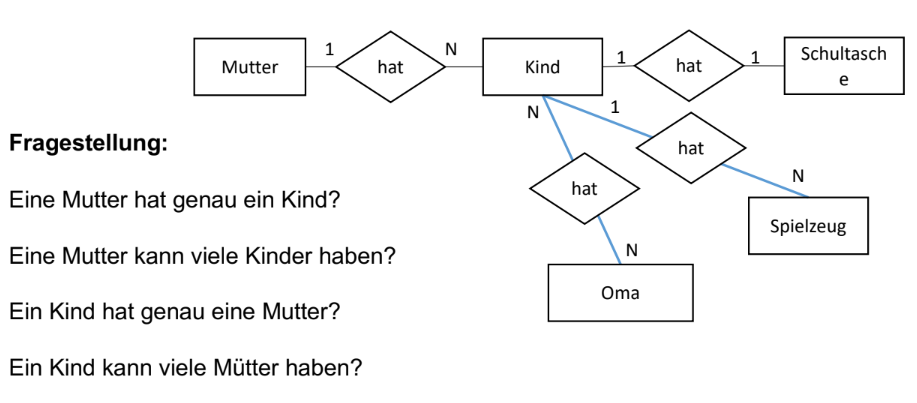 Mutter
1
hat
N
Kind
1
hat
1
Schultasch
e
N
1
hat
N
Spielzeug
hat
N
Oma
Fragestellung:
Eine Mutter hat genau ein Kind?
Eine Mutter kann viele Kinder haben?
Ein Kind hat genau eine Mutter?
Ein Kind kann viele Mütter haben?